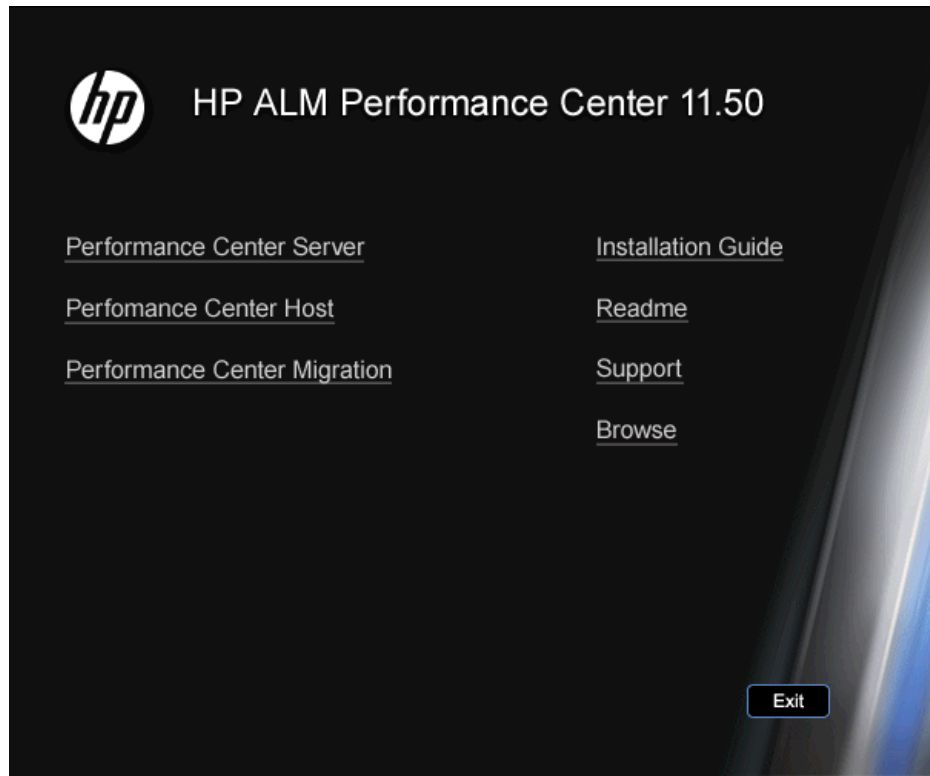 hp
HP ALM Performance Center 11.50
Performance Center Server
Perfomance Center Host
Performance Center Migration
Installation Guide
Readme
Support
Browse
Exit